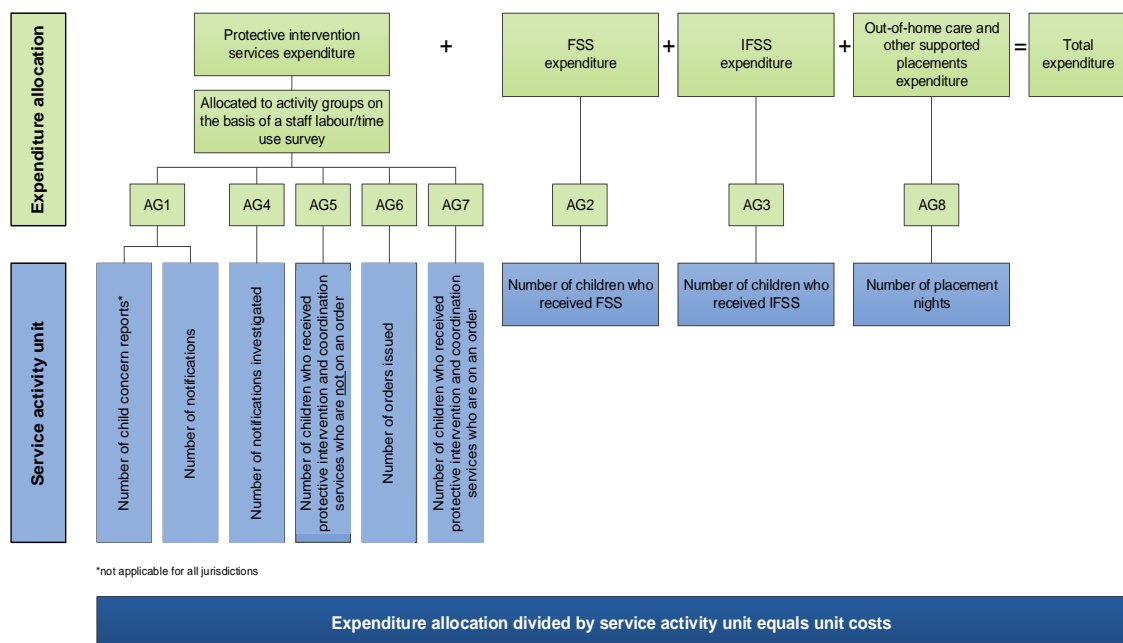 Expenditure allocation
Protective intervention
services expenditure
+
FSS
expenditure
+
IFSS
expenditure
+
Out-of-home care and
other supported
placements
expenditure
=
Total
expenditure
Allocated to activity groups on
the basis of a staff labour/time
use survey
AG1
AG4
AG5
AG6
AG7
AG2
AG3
AG8
Service activity unit
Number of child concern reports*
Number of notifications
Number of notifications investigated
Number of children who received
protective intervention and coordination
services who are not on an order
Number of orders issued
Number of children who received
protective intervention and coordination
services who are on an order
Number of children who
received FSS
Number of children who
received IFSS
Number of placement
nights
*not applicable for all jurisdictions
Expenditure allocation divided by service activity unit equals unit costs